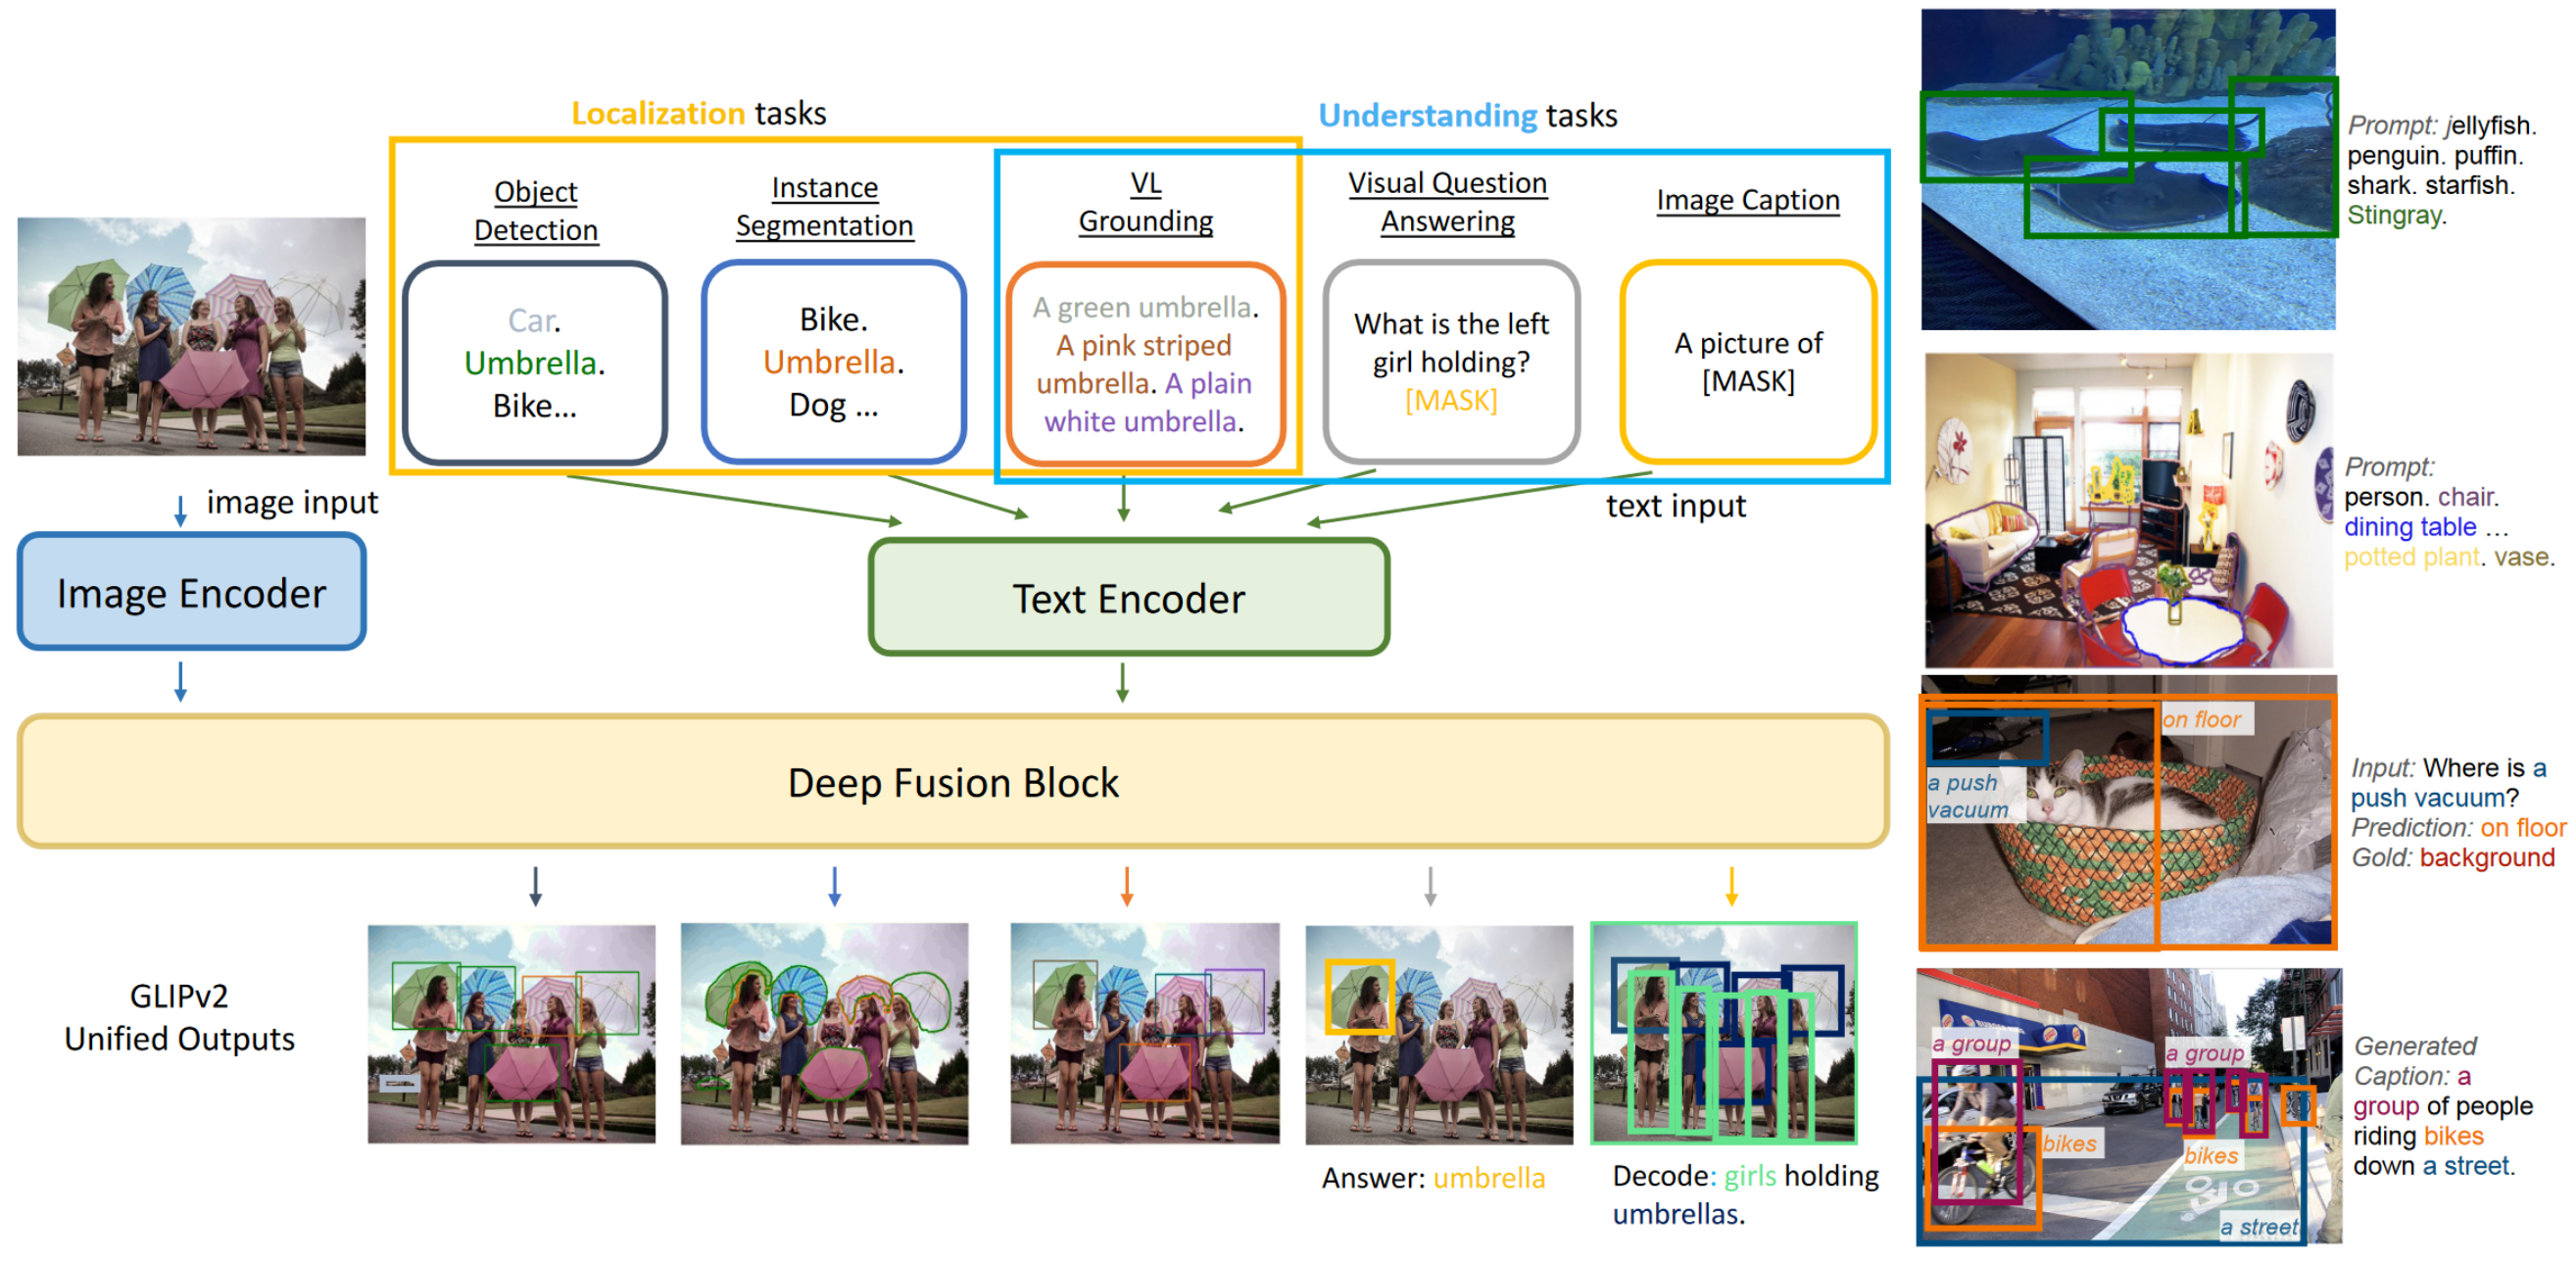 Localization tasks
Understanding tasks
Object
Detection
Instance
Segmentation
VL
Grounding
Visual Question
Answering
Image Caption
Car.
Umbrella.
Bike...
Bike.
Umbrella.
Dog ...
A green umbrella.
A pink striped
umbrella. A plain
white umbrella.
What is the left
girl holding?
[MASK]
A picture of
[MASK]
image input
text input
Image Encoder
Text Encoder
Deep Fusion Block
GLIPv2
Unified Outputs
Answer: umbrella
Decode: girls holding
umbrellas.
Prompt: jellyfish.
penguin. puffin.
shark. starfish.
Stingray.
Prompt:
person. chair.
dining table ...
potted plant. vase.
on floor
a push
vacuum
Input: Where is a
push vacuum?
Prediction: on floor
Gold: background
a group
a group
bikes
bikes
a street
Generated
Caption: a
group of people
riding bikes
down a street.